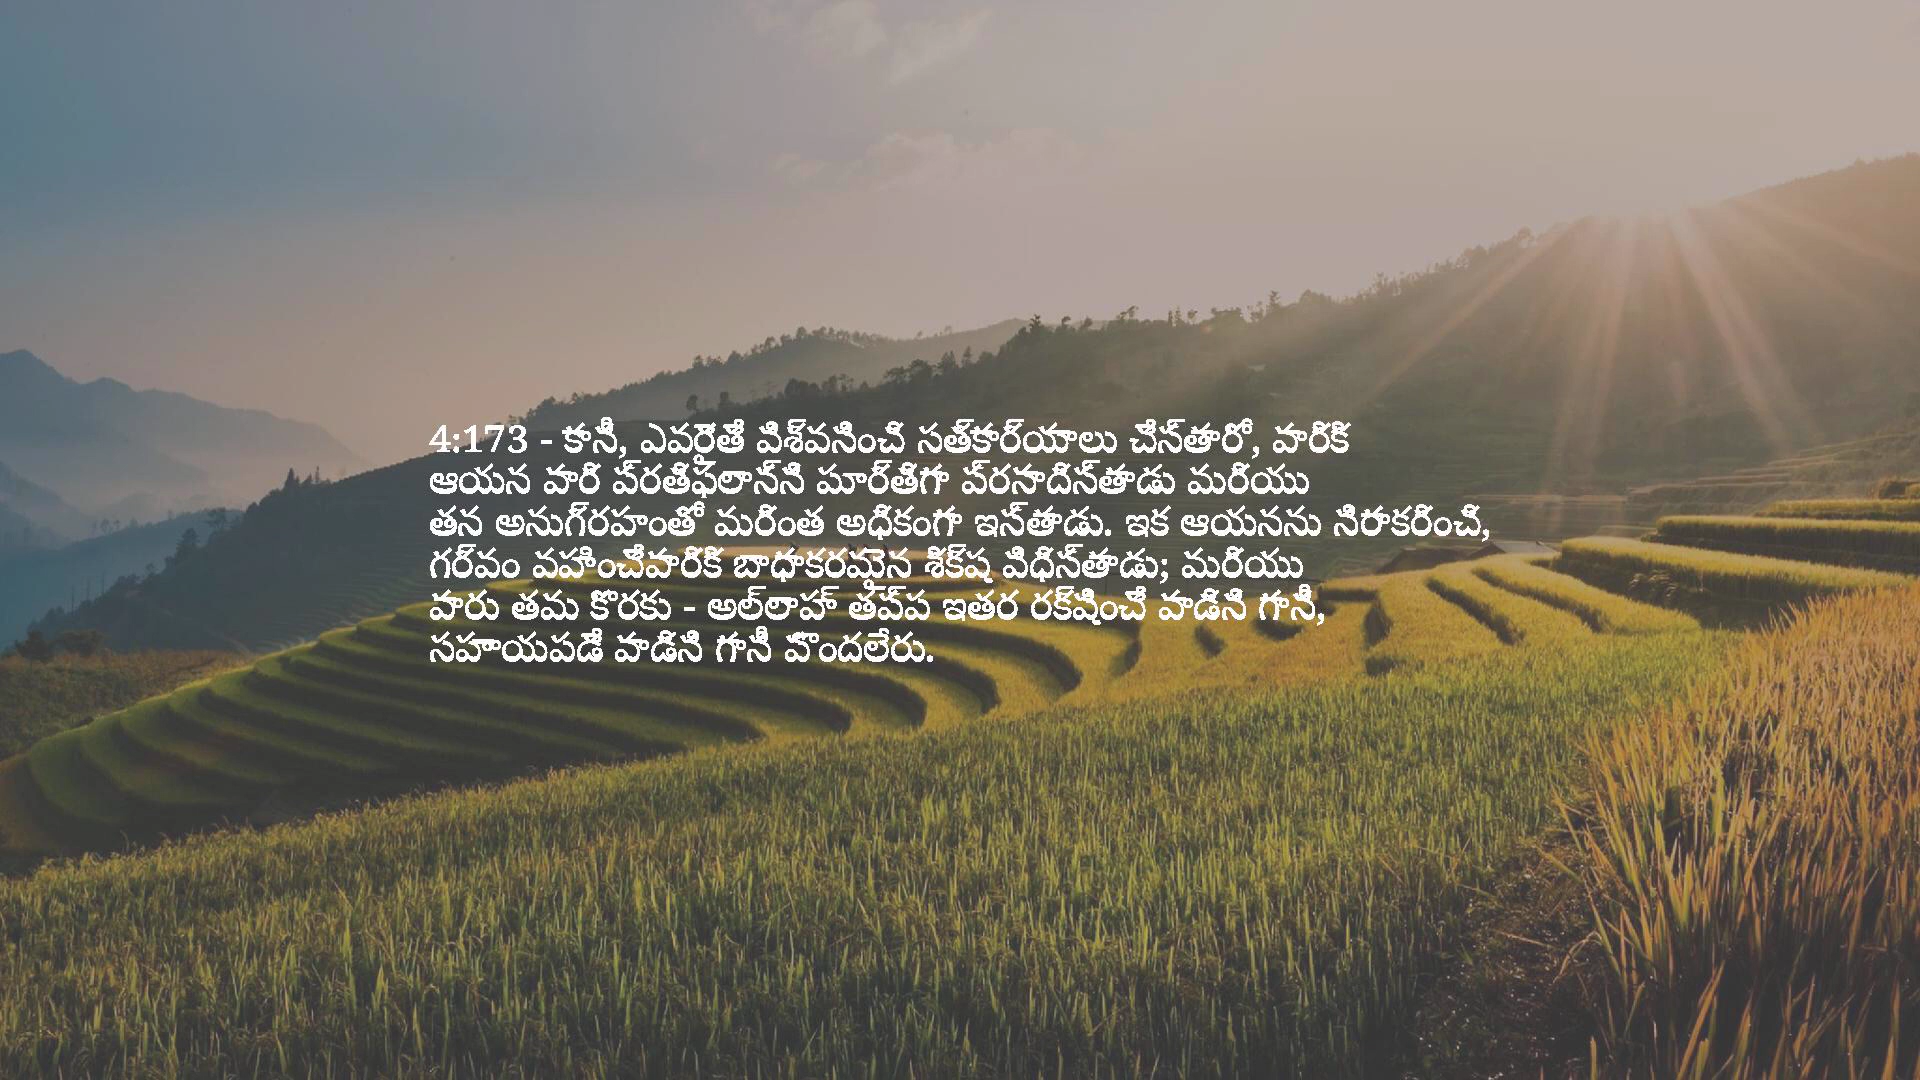 4:173 - కానీ, ఎవరైతే విశ్వసించి సత్కార్యాలు చేస్తారో, వారికి
ఆయన వారి ప్రతిఫలాన్ని పూర్తిగా ప్రసాదిస్తాడు మరియు
తన అనుగ్రహంతో మరింత అధికంగా ఇస్తాడు. ఇక ఆయనను నిరాకరించి,
గర్వం వహించేవారికి బాధాకరమైన శిక్ష విధిస్తాడు; మరియు
వారు తమ కొరకు - అల్లాహ్ తప్ప ఇతర రక్షించే వాడిని గానీ,
సహాయపడే వాడిని గానీ పొందలేరు.